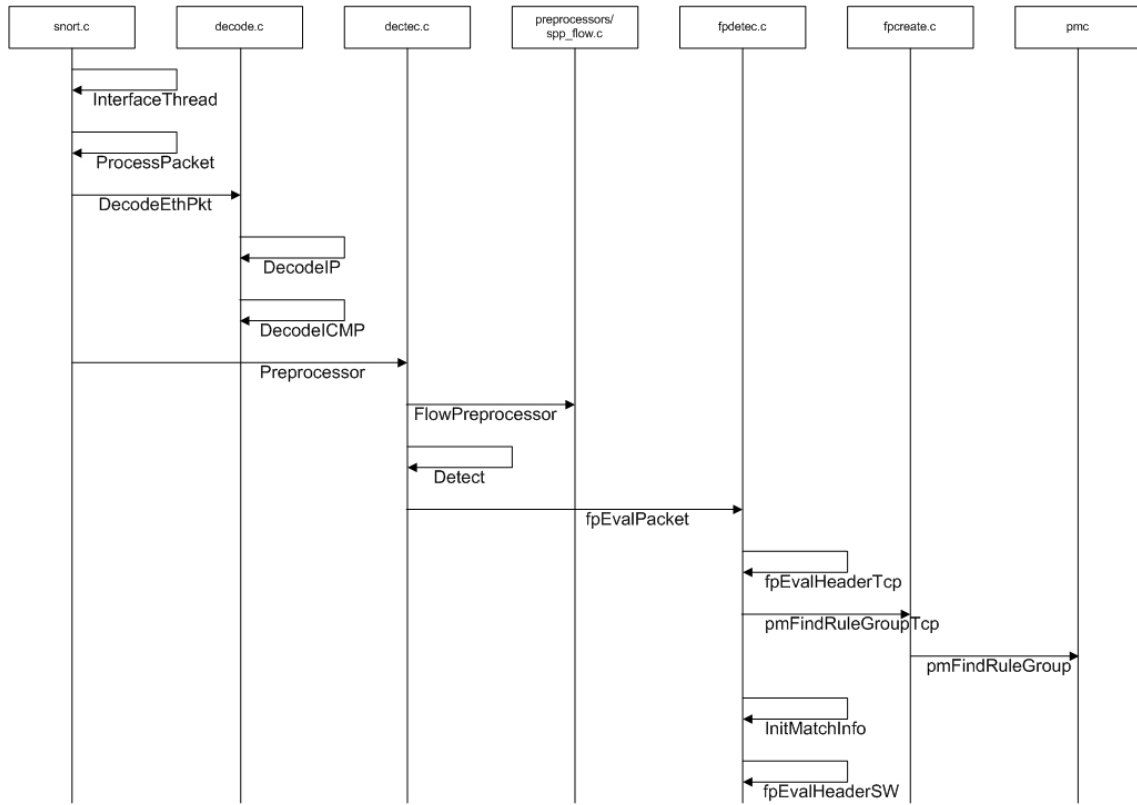 snort.c
decode.c
dectec.c
preprocessors/
spp_flow.c
fpdetec.c
fpcreate.c
pmc
InterfaceThread
ProcessPacket
DecodeEthPkt
DecodeIP
DecodeICMP
Preprocessor
FlowPreprocessor
Detect
fpEvalPacket
fpEvalHeaderTcp
pmFindRuleGroupTcp
pmFindRuleGroup
InitMatchInfo
fpEvalHeaderSW